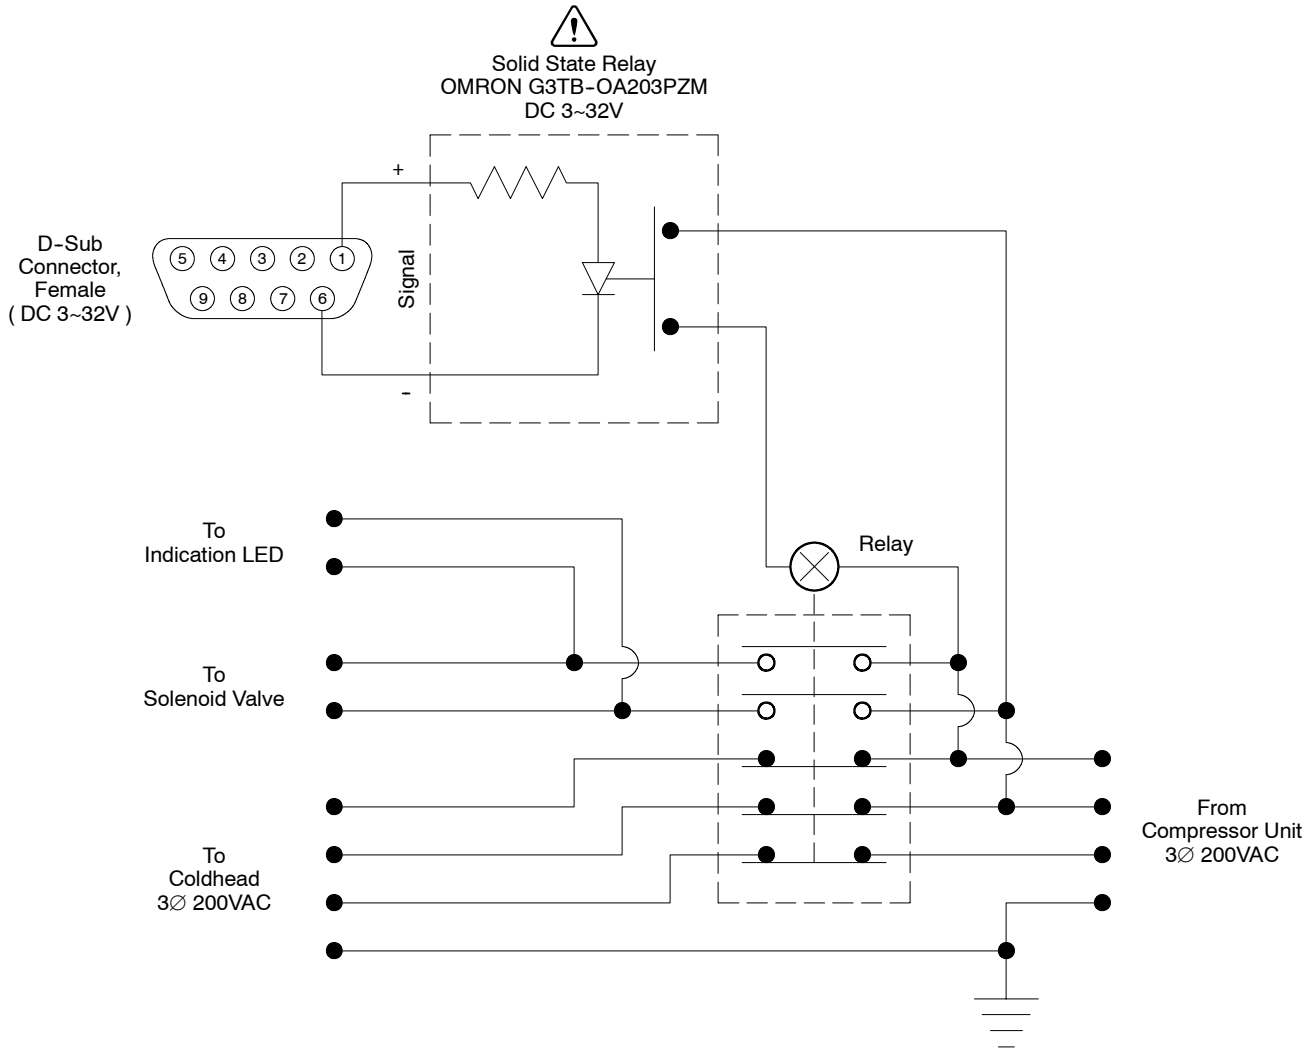 Solid State Relay
OMRON G3TB-OA203PZM
DC 3~32V
+
D-Sub
Connector,
Female
( DC 3~32V )
5 4 3 2 1
9 8 7 6
Signal
-
To
Indication LED
Relay
To
Solenoid Valve
To
Coldhead
3∅ 200VAC
From
Compressor Unit
3∅ 200VAC